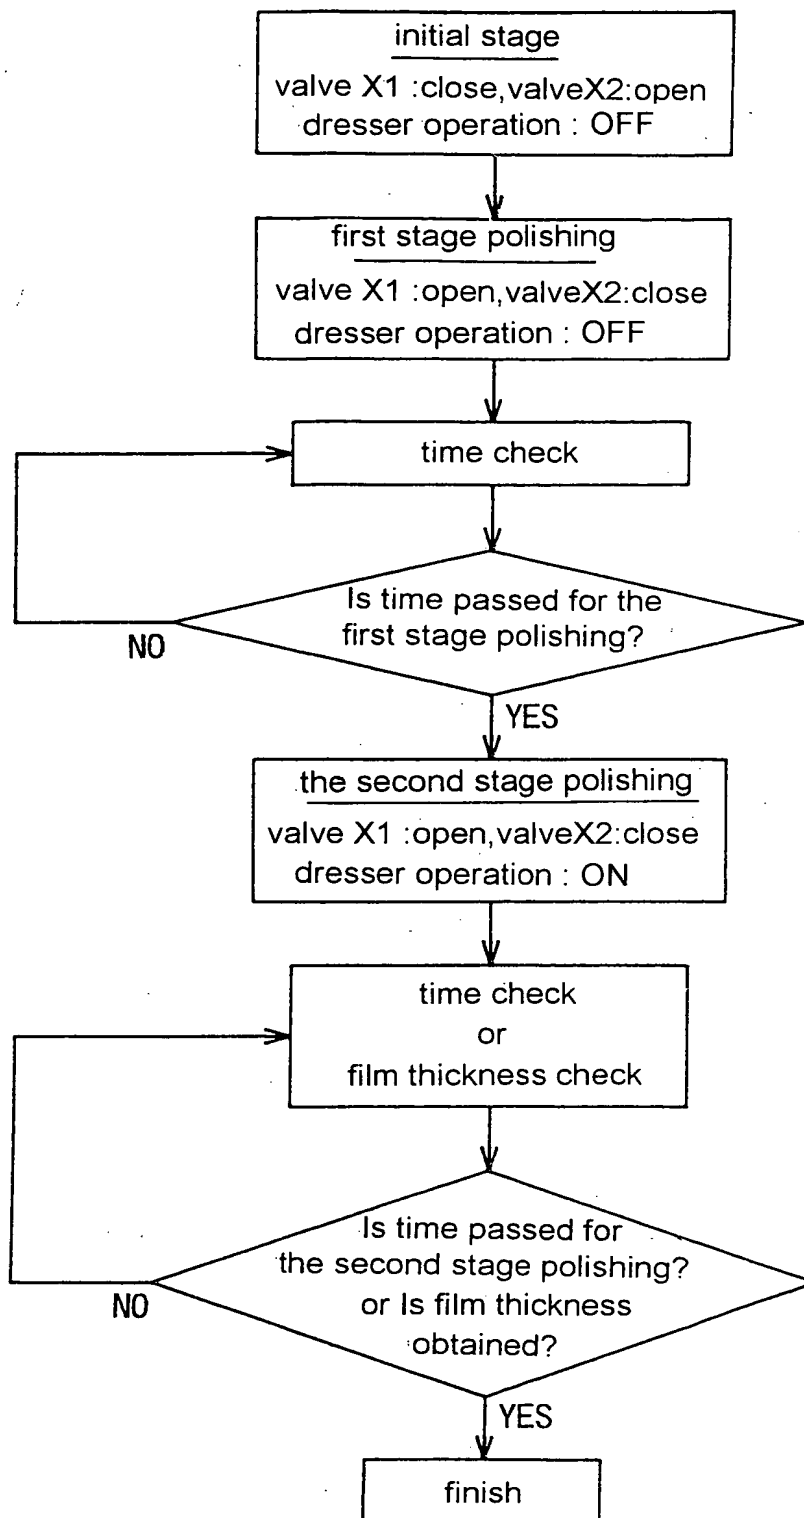 initial stage
valve X1 :close,valveX2:open
dresser operation : OFF
first stage polishing
valve X1 :open,valveX2:close
dresser operation : OFF
time check
Is time passed for the
first stage polishing?
NO
YES
the second stage polishing
valve X1 :open,valveX2:close
dresser operation : ON
time check
or
film thickness check
Is time passed for
the second stage polishing?
or Is film thickness
obtained?
NO
YES
finish